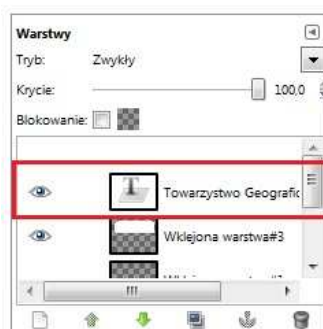 Warstwy
Tryb: Zwykły
Krycie: 100,0
Blokowanie:
Towarzystwo Geografic
Wklejona warstwa#3